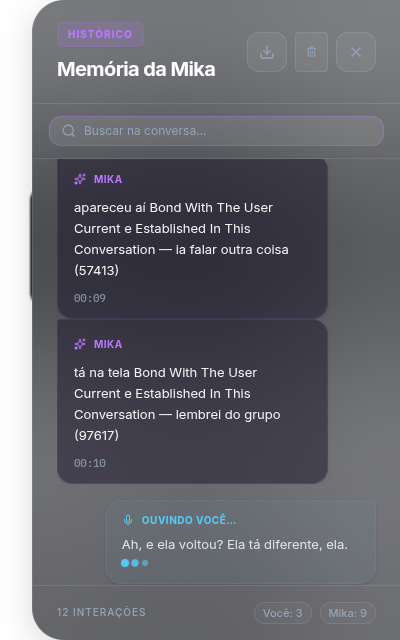 HISTÓRICO
Memória da Mika
Buscar na conversa...
MIKA
apareceu aí Bond With The User
Current e Established In This
Conversation — ia falar outra coisa
(57413)
00:09
MIKA
tá na tela Bond With The User
Current e Established In This
Conversation — lembrei do grupo
(97617)
00:10
OUVINDO VOCÊ...
Ah, e ela voltou? Ela tá diferente, ela.
12 INTERAÇÕES
Você: 3
Mika: 9